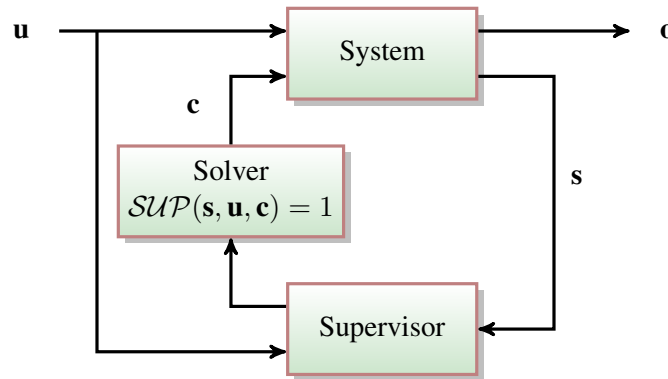 u
System
o
c
Solver
𝒮𝒰𝒫(s, u, c) = 1
s
Supervisor